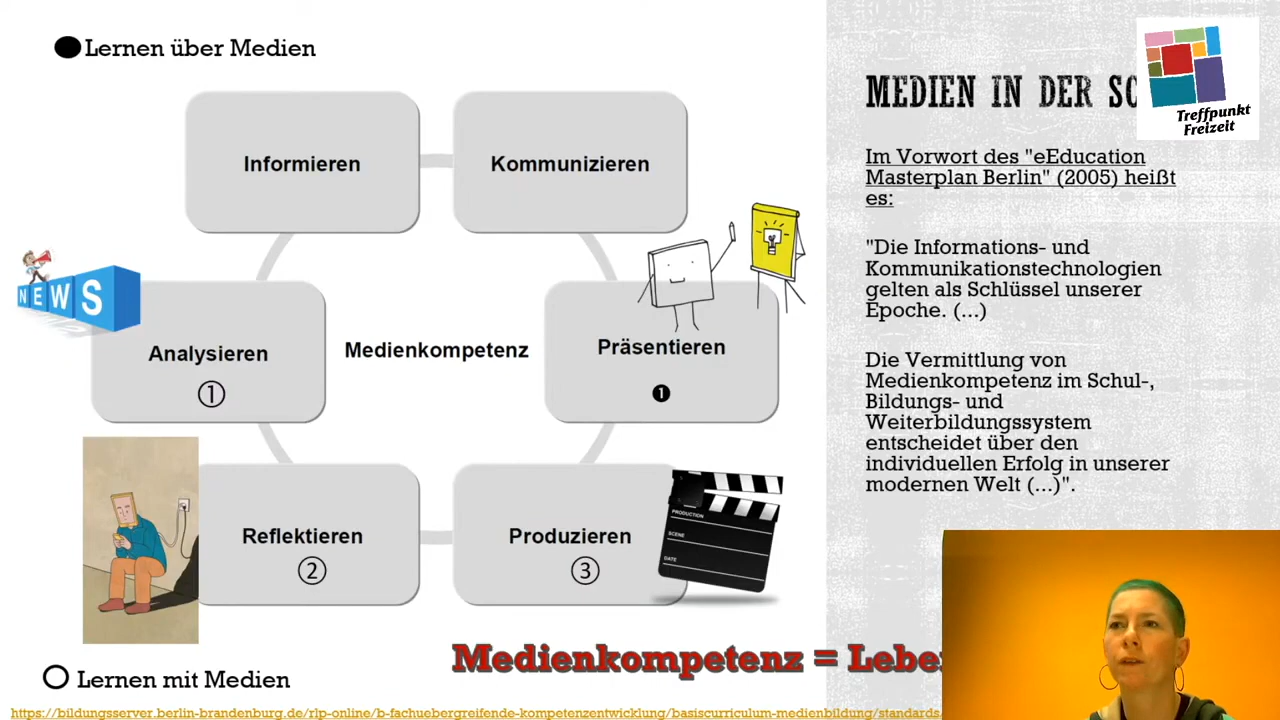 Lernen über Medien
Informieren
Kommunizieren
NEWS
Analysieren
①
Medienkompetenz
Präsentieren
❶
Reflektieren
②
Produzieren
③
PRODUCTION
SCENE
DATE
Lernen mit Medien
Medienkompetenz = Lebe
https://bildungsserver.berlin-brandenburg.de/rlp-online/b-fachuebergreifende-kompetenzentwicklung/basiscurriculum-medienbildung/standards
MEDIEN IN DER SC
Treffpunkt
Freizeit
Im Vorwort des "eEducation
Masterplan Berlin" (2005) heißt
es:
"Die Informations- und
Kommunikationstechnologien
gelten als Schlüssel unserer
Epoche. (...)
Die Vermittlung von
Medienkompetenz im Schul-,
Bildungs- und
Weiterbildungssystem
entscheidet über den
individuellen Erfolg in unserer
modernen Welt (...)".